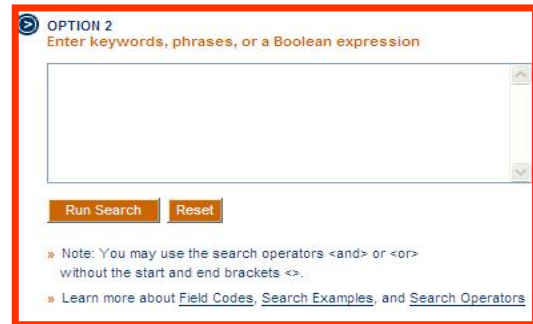 OPTION 2
Enter keywords, phrases, or a Boolean expression
Run Search Reset
» Note: You may use the search operators <and> or <or>
without the start and end brackets <>.
» Learn more about Field Codes, Search Examples, and Search Operators